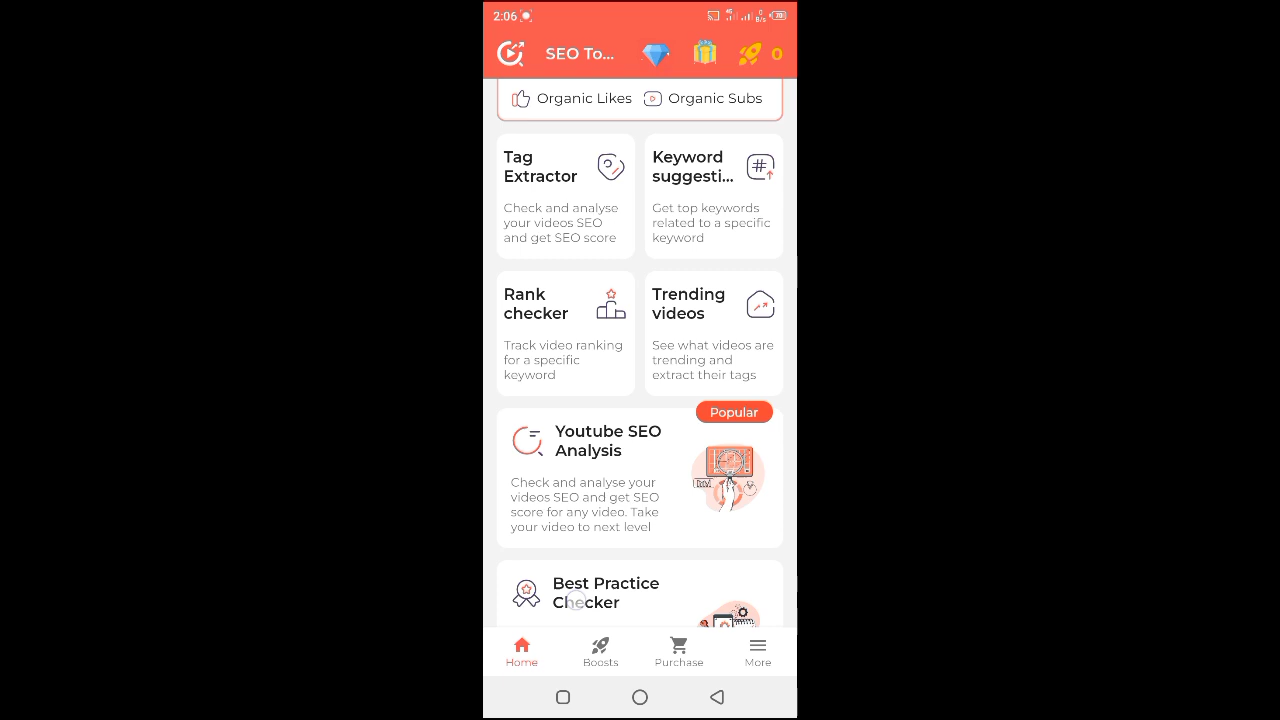 2:06
4G
0
B/s
70
SEO To...
0
Organic Likes
Organic Subs
Tag
Extractor
Check and analyse
your videos SEO
and get SEO score
Keyword
suggesti...
Get top keywords
related to a specific
keyword
Rank
checker
Track video ranking
for a specific
keyword
Trending
videos
See what videos are
trending and
extract their tags
Popular
Youtube SEO
Analysis
Check and analyse your
videos SEO and get SEO
score for any video. Take
your video to next level
Best Practice
Checker
Home
Boosts
Purchase
More